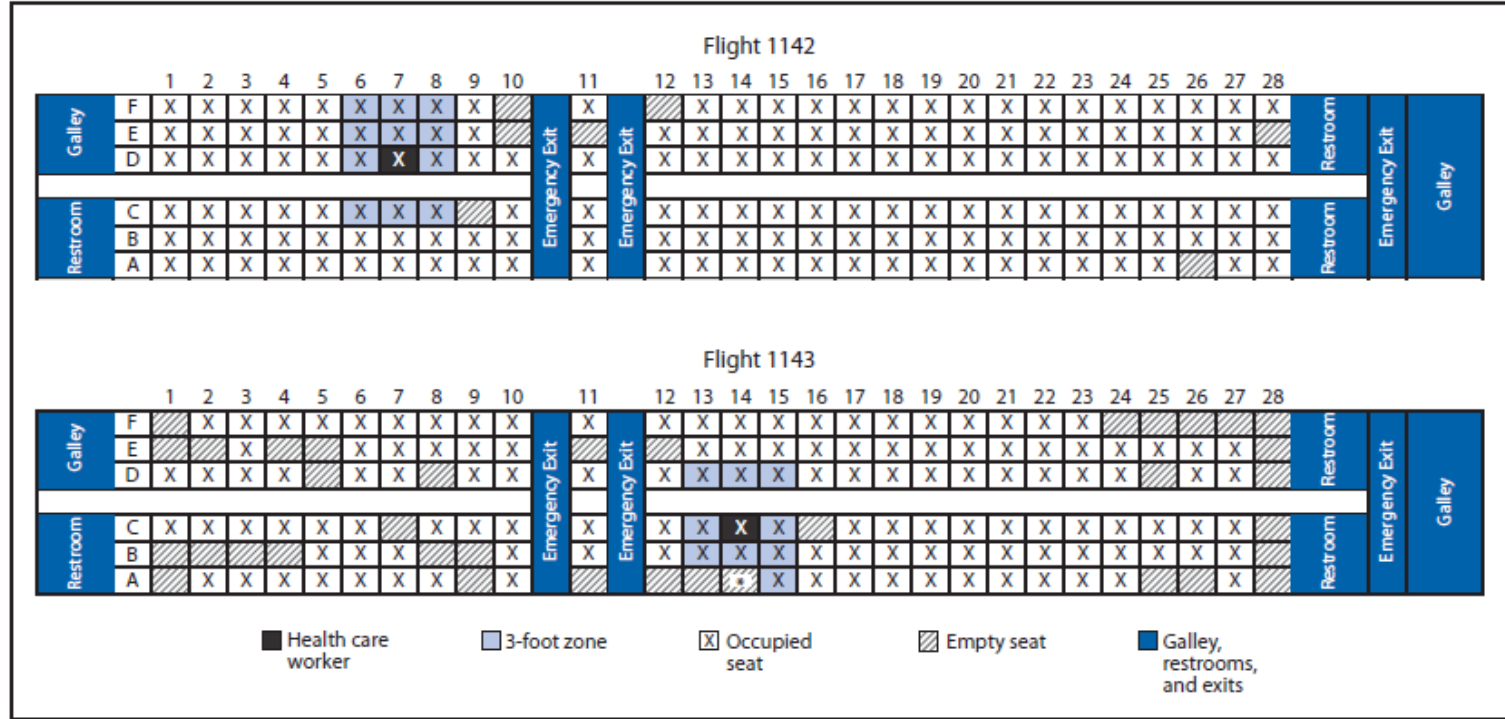 Flight 1142
1 2 3 4 5 6 7 8 9 10 11 12 13 14 15 16 17 18 19 20 21 22 23 24 25 26 27 28
F X X X X X X X X X X X X X X X X X X X X X X X X X X
E X X X X X X X X X X X X X X X X X X X X X X X X X
D X X X X X X X X X X X X X X X X X X X X X X X X X X X X
C X X X X X X X X X X X X X X X X X X X X X X X X X X X
B X X X X X X X X X X X X X X X X X X X X X X X X X X X X
A X X X X X X X X X X X X X X X X X X X X X X X X X X X
Galley
Restroom
Emergency Exit
Emergency Exit
Restroom
Restroom
Emergency Exit
Galley
Flight 1143
1 2 3 4 5 6 7 8 9 10 11 12 13 14 15 16 17 18 19 20 21 22 23 24 25 26 27 28
F X X X X X X X X X X X X X X X X X X X X X X
E X X X X X X X X X X X X X X X X X X X X X
D X X X X X X X X X X X X X X X X X X X X X X X X
C X X X X X X X X X X X X X X X X X X X X X X X X X
B X X X X X X X X X X X X X X X X X X X X X
A X X X X X X X X X X X X X X X X X X X
Galley
Restroom
Emergency Exit
Emergency Exit
Restroom
Restroom
Emergency Exit
Galley
Health care
worker
3-foot zone
X Occupied
seat
Empty seat
Galley,
restrooms,
and exits